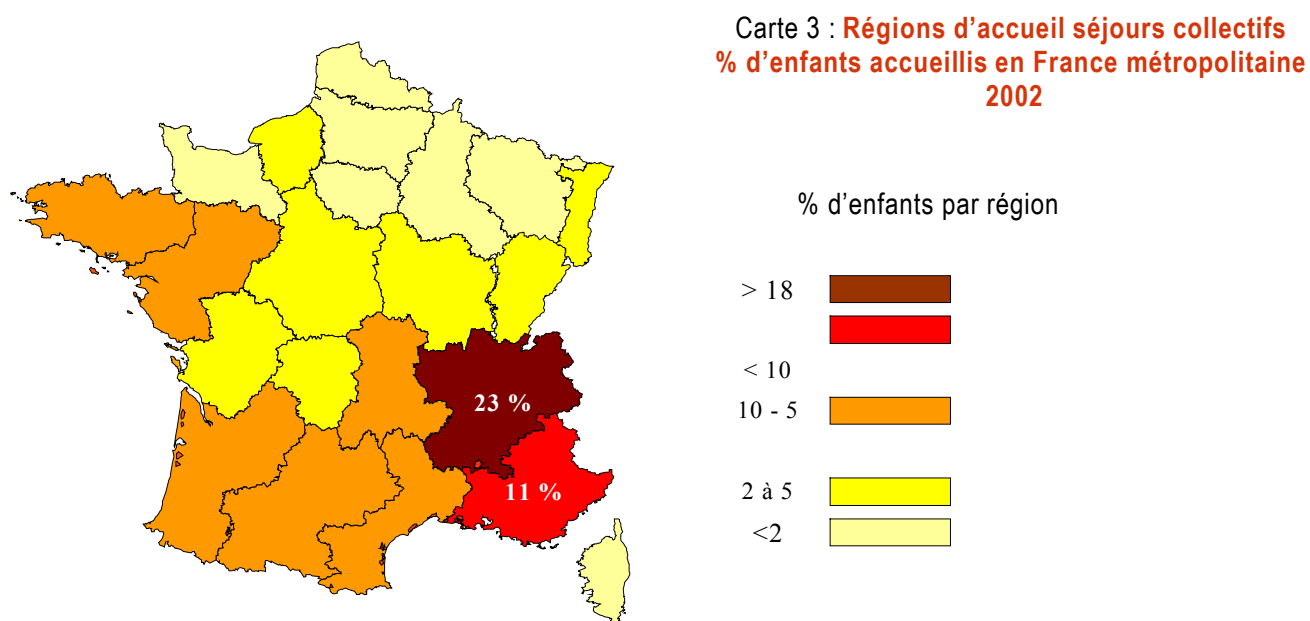 Carte 3 : Régions d’accueil séjours collectifs
% d’enfants accueillis en France métropolitaine
2002
% d’enfants par région
> 18
< 10
10 - 5
2 à 5
<2
23 %
11 %